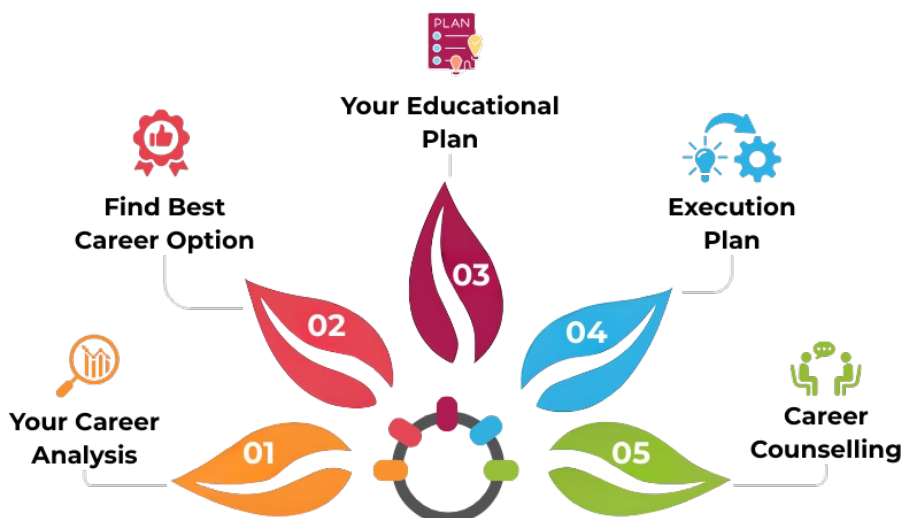 PLAN
Your Educational
Plan
Find Best
Career Option
Execution
Plan
03
02
04
Your Career
Analysis
01
05
Career
Counselling